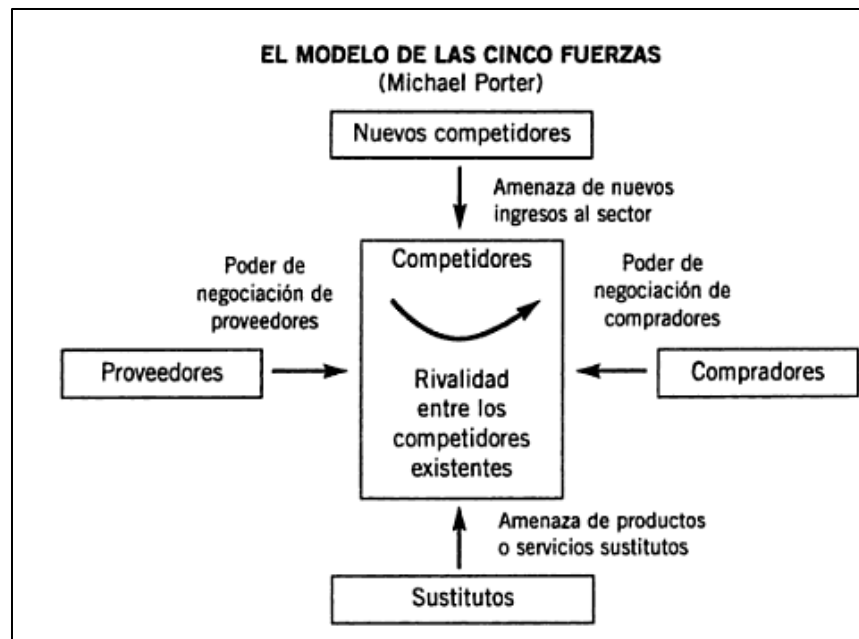 EL MODELO DE LAS CINCO FUERZAS
(Michael Porter)
Nuevos competidores
Amenaza de nuevos
ingresos al sector
Competidores
Poder de
negociación de
proveedores
Poder de
negociación de
compradores
Proveedores
Compradores
Rivalidad
entre los
competidores
existentes
Amenaza de productos
o servicios sustitutos
Sustitutos